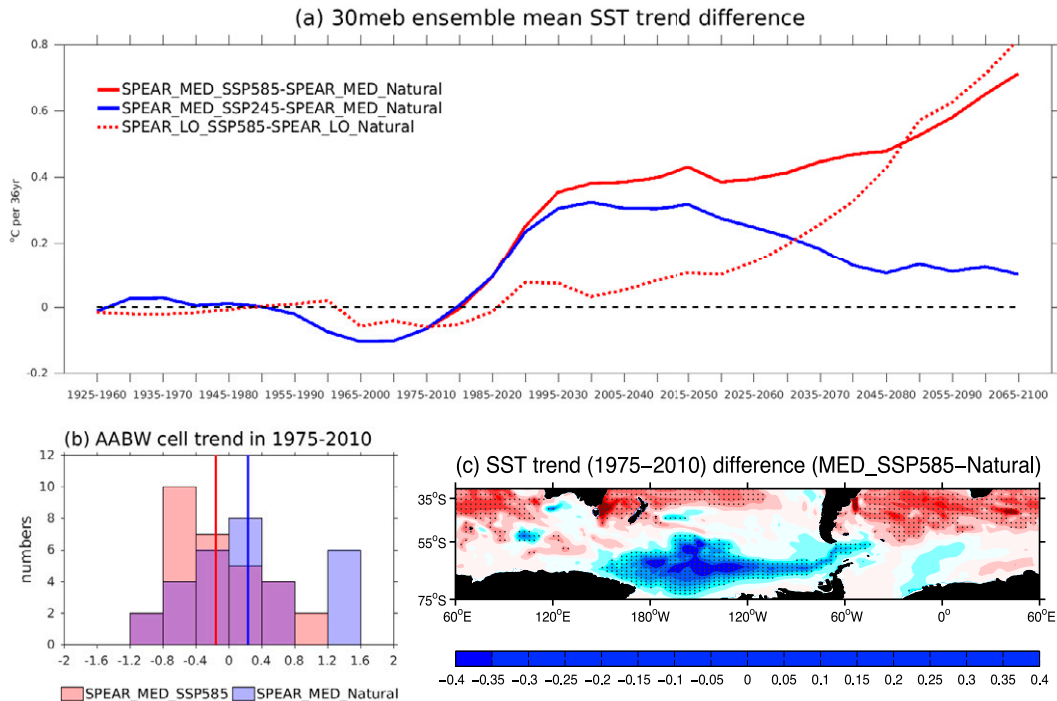 (a) 30meb ensemble mean SST trend difference
0.8
0.6
0.4
0.2
0
-0.2
°C per 36yr
SPEAR_MED_SSP585-SPEAR_MED_Natural
SPEAR_MED_SSP245-SPEAR_MED_Natural
SPEAR_LO_SSP585-SPEAR_LO_Natural
1925-1960 1935-1970 1945-1980 1955-1990 1965-2000 1975-2010 1985-2020 1995-2030 2005-2040 2015-2050 2025-2060 2035-2070 2045-2080 2055-2090 2065-2100
(b) AABW cell trend in 1975-2010
12
10
8
6
4
2
0
numbers
-2 -1.6 -1.2 -0.8 -0.4 0 0.4 0.8 1.2 1.6 2
SPEAR_MED_SSP585 SPEAR_MED_Natural
(c) SST trend (1975–2010) difference (MED_SSP585–Natural)
35°S
55°S
75°S
60°E 120°E 180°W 120°W 60°W 0° 60°E
−0.4 −0.35 −0.3 −0.25 −0.2 −0.15 −0.1 −0.05 0 0.05 0.1 0.15 0.2 0.25 0.3 0.35 0.4